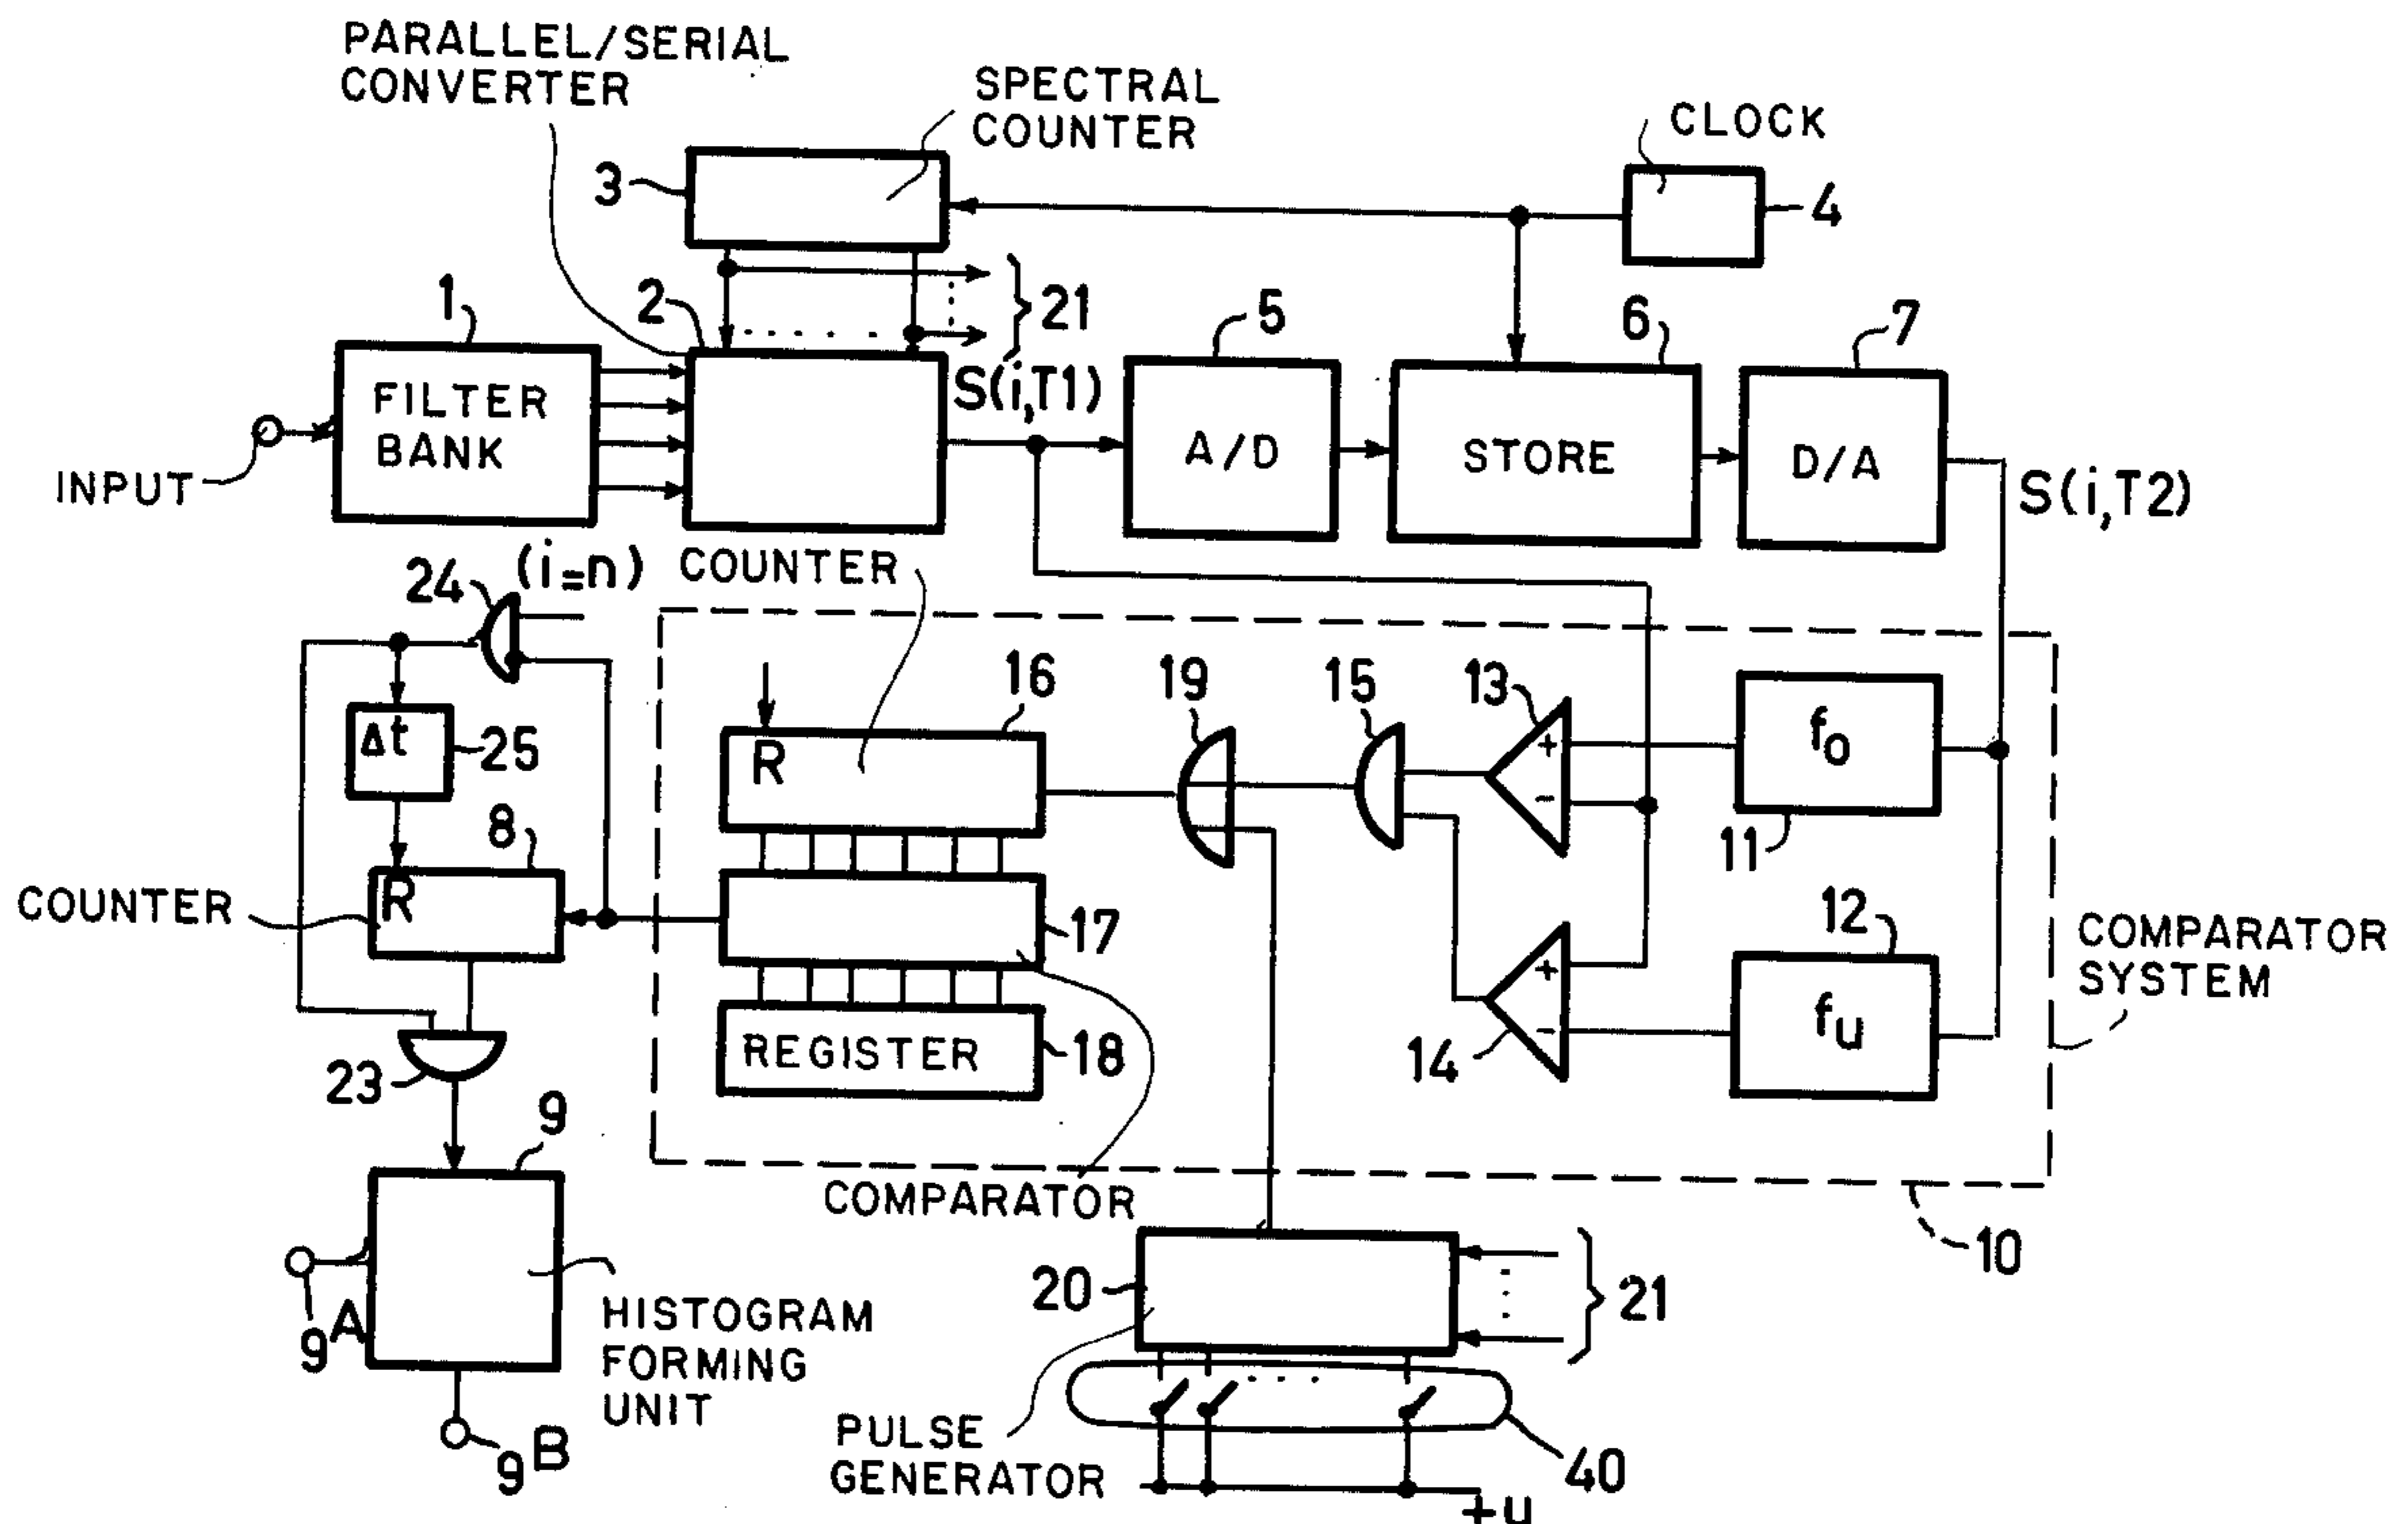 PARALLEL/SERIAL
CONVERTER
SPECTRAL
COUNTER
CLOCK
3
4
1
2
21
5
6
7
S(i,T1)
FILTER
BANK
A/D
STORE
D/A
INPUT
S(i,T2)
24
(i=n)
COUNTER
16
19
15
13
fo
R
Δt
25
11
8
12
COUNTER
R
17
COMPARATOR
SYSTEM
fu
REGISTER
18
14
23
9
COMPARATOR
10
20
21
9A
HISTOGRAM
FORMING
UNIT
PULSE
GENERATOR
9B
40
+u
+
-
+
-